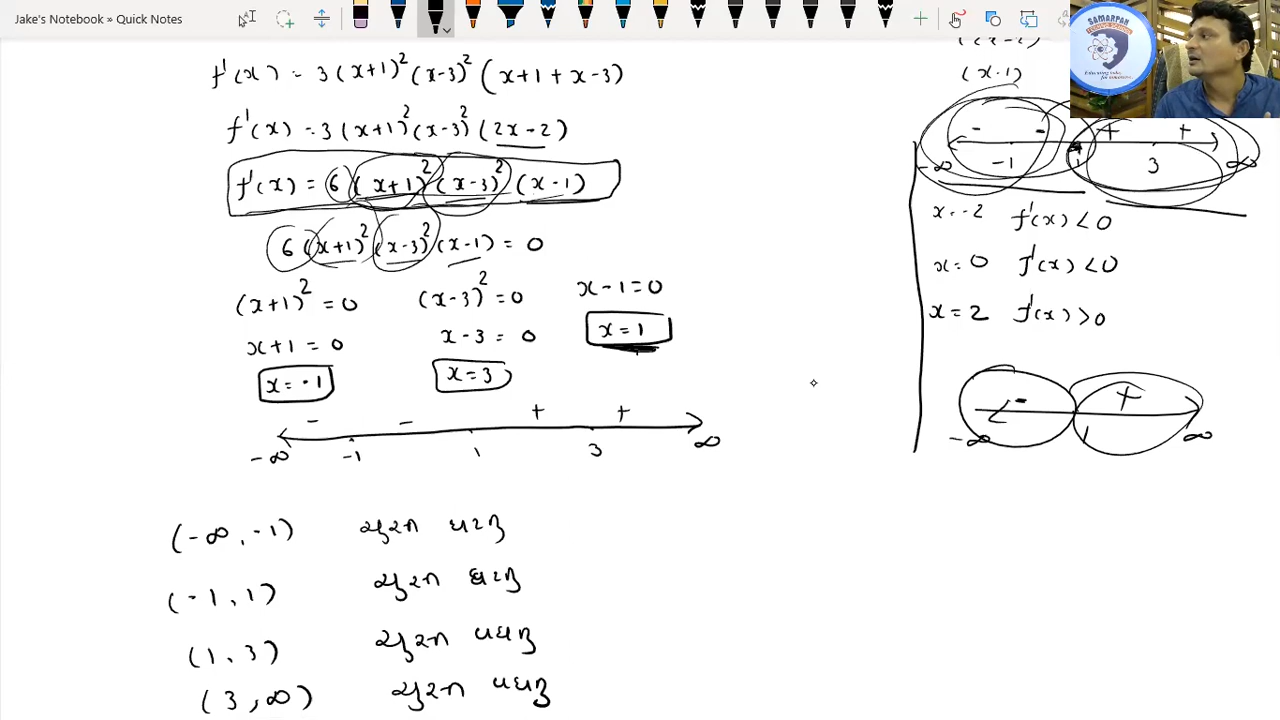 Jake's Notebook » Quick Notes
SAMARPAN
f'(x) = 3(x+1)²(x-3)²(x+1+x-3)
f'(x) = 3(x+1)²(x-3)²(2x-2)
f'(x) = 6(x+1)²(x-3)²(x-1)
6(x+1)²(x-3)²(x-1) = 0
(x+1)² = 0 (x-3)² = 0 x-1=0
x+1 = 0 x-3 = 0 x=1
x=-1 x=3
- - + +
-∞ -1 1 3 ∞
(-∞, -1) ચુસ્ત ઘટતુ
(-1, 1) ચુસ્ત ઘટતુ
(1, 3) ચુસ્ત વધતુ
(3, ∞) ચુસ્ત વધતુ
(x-1)
- - + +
-∞ -1 1 3 ∞
x=-2 f'(x) < 0
x=0 f'(x) < 0
x=2 f'(x) > 0
- +
-∞ 1 ∞